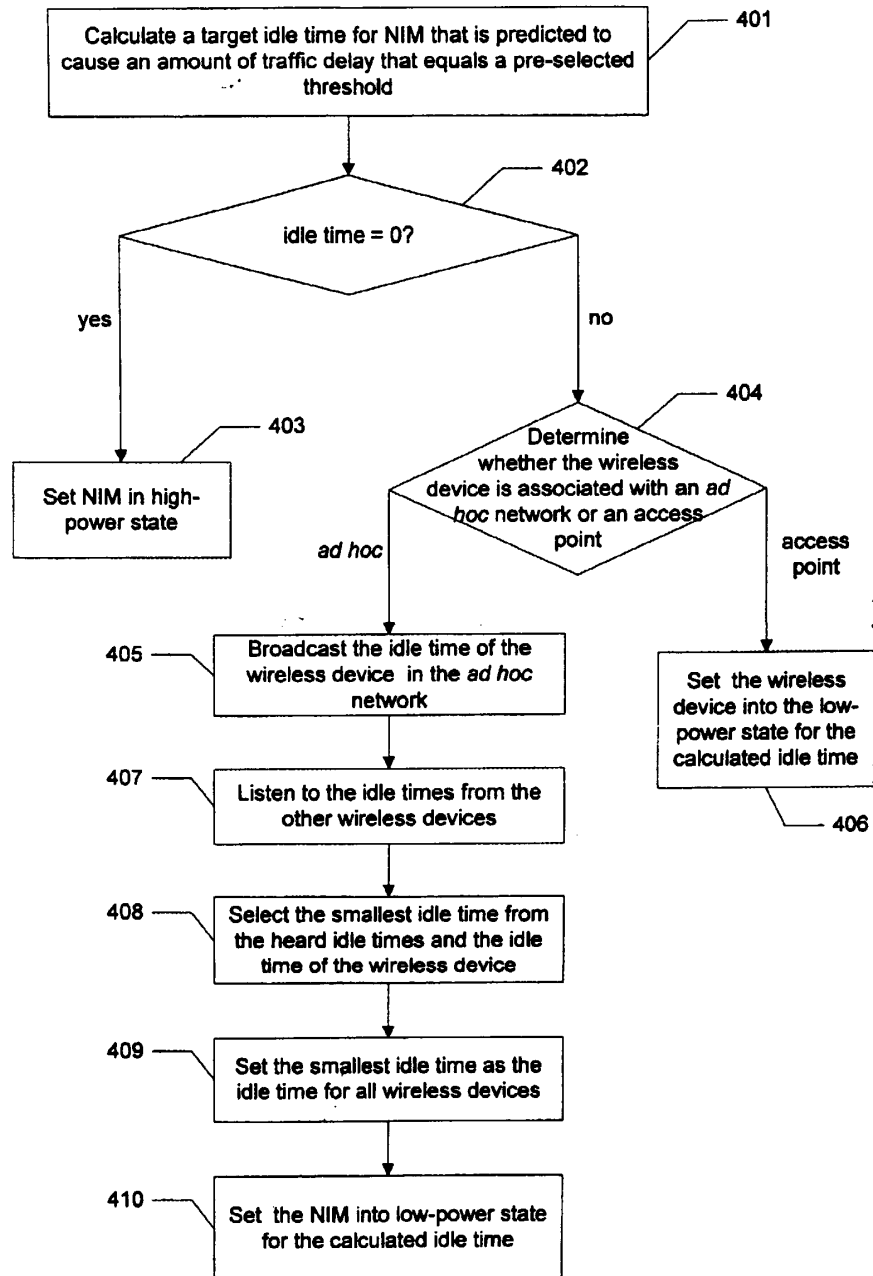 Calculate a target idle time for NIM that is predicted to
cause an amount of traffic delay that equals a pre-selected
threshold
401
402
idle time = 0?
yes
no
404
403
Determine
whether the wireless
device is associated with an ad
hoc network or an access
point
Set NIM in high-
power state
ad hoc
access
point
405
Broadcast the idle time of the
wireless device in the ad hoc
network
Set the wireless
device into the low-
power state for the
calculated idle time
406
407
Listen to the idle times from the
other wireless devices
408
Select the smallest idle time from
the heard idle times and the idle
time of the wireless device
409
Set the smallest idle time as the
idle time for all wireless devices
410
Set the NIM into low-power state
for the calculated idle time